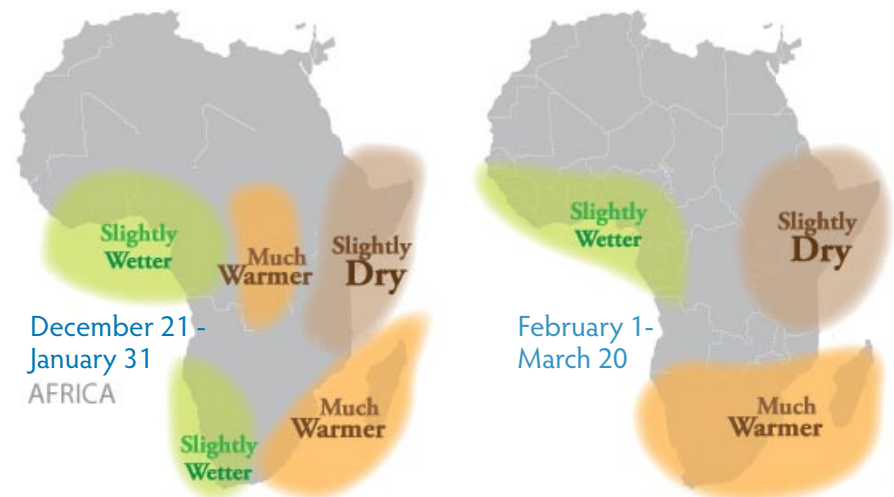 Slightly
Wetter
Much
Warmer
Slightly
Dry
December 21 -
January 31
AFRICA
Slightly
Wetter
Much
Warmer
Slightly
Wetter
Slightly
Dry
February 1-
March 20
Much
Warmer